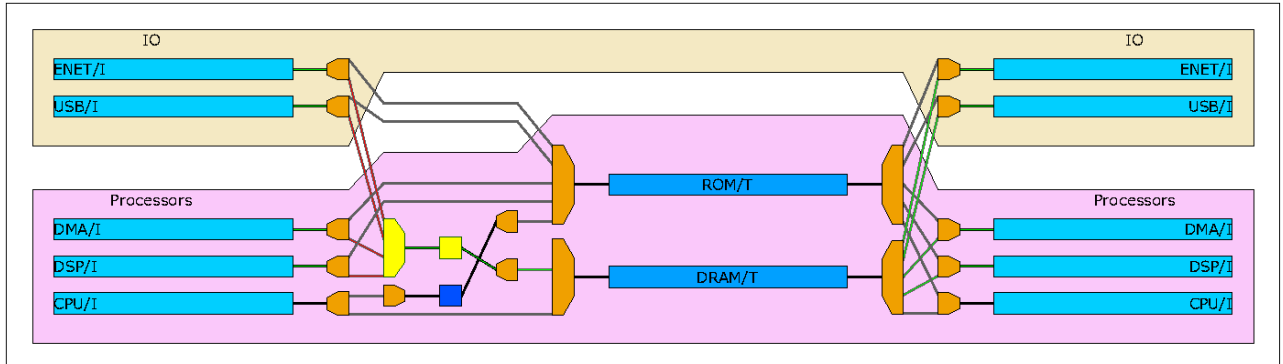 IO
IO
ENET/I
ENET/I
USB/I
USB/I
ROM/T
Processors
Processors
DMA/I
DMA/I
DSP/I
DSP/I
DRAM/T
CPU/I
CPU/I